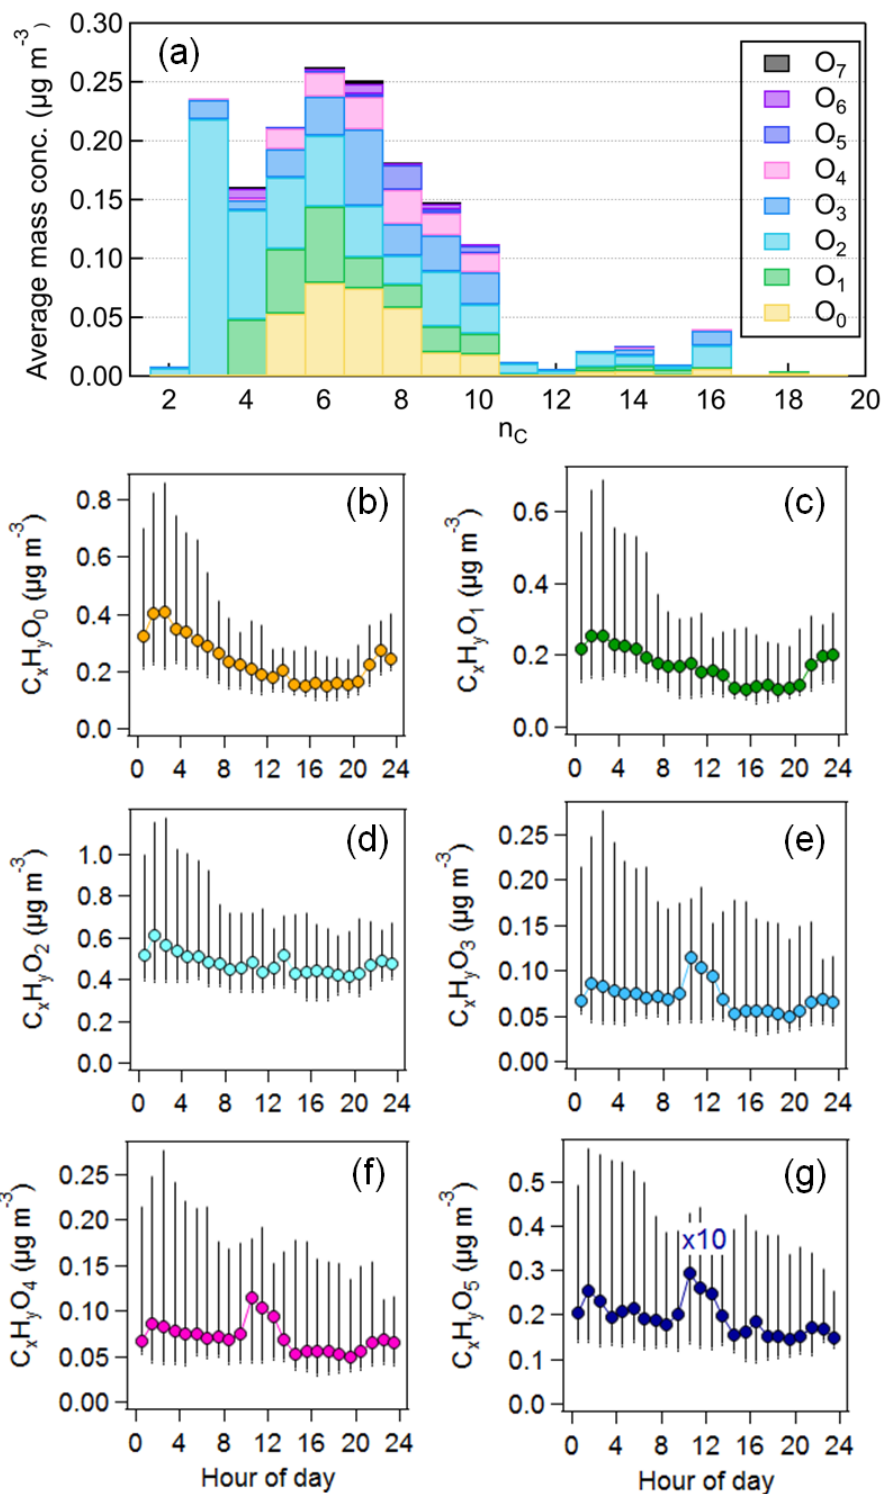 (a)
Average mass conc. (µg m⁻³)
0.30
0.25
0.20
0.15
0.10
0.05
0.00
2 4 6 8 10 12 14 16 18 20
n_C
O₇
O₆
O₅
O₄
O₃
O₂
O₁
O₀
(b)
CₓHᵧO₀ (µg m⁻³)
0.8
0.6
0.4
0.2
0.0
0 4 8 12 16 20 24
(c)
CₓHᵧO₁ (µg m⁻³)
0.6
0.4
0.2
0.0
0 4 8 12 16 20 24
(d)
CₓHᵧO₂ (µg m⁻³)
1.0
0.8
0.6
0.4
0.2
0.0
0 4 8 12 16 20 24
(e)
CₓHᵧO₃ (µg m⁻³)
0.25
0.20
0.15
0.10
0.05
0.00
0 4 8 12 16 20 24
(f)
CₓHᵧO₄ (µg m⁻³)
0.25
0.20
0.15
0.10
0.05
0.00
0 4 8 12 16 20 24
Hour of day
(g)
CₓHᵧO₅ (µg m⁻³)
x10
0.5
0.4
0.3
0.2
0.1
0.0
0 4 8 12 16 20 24
Hour of day